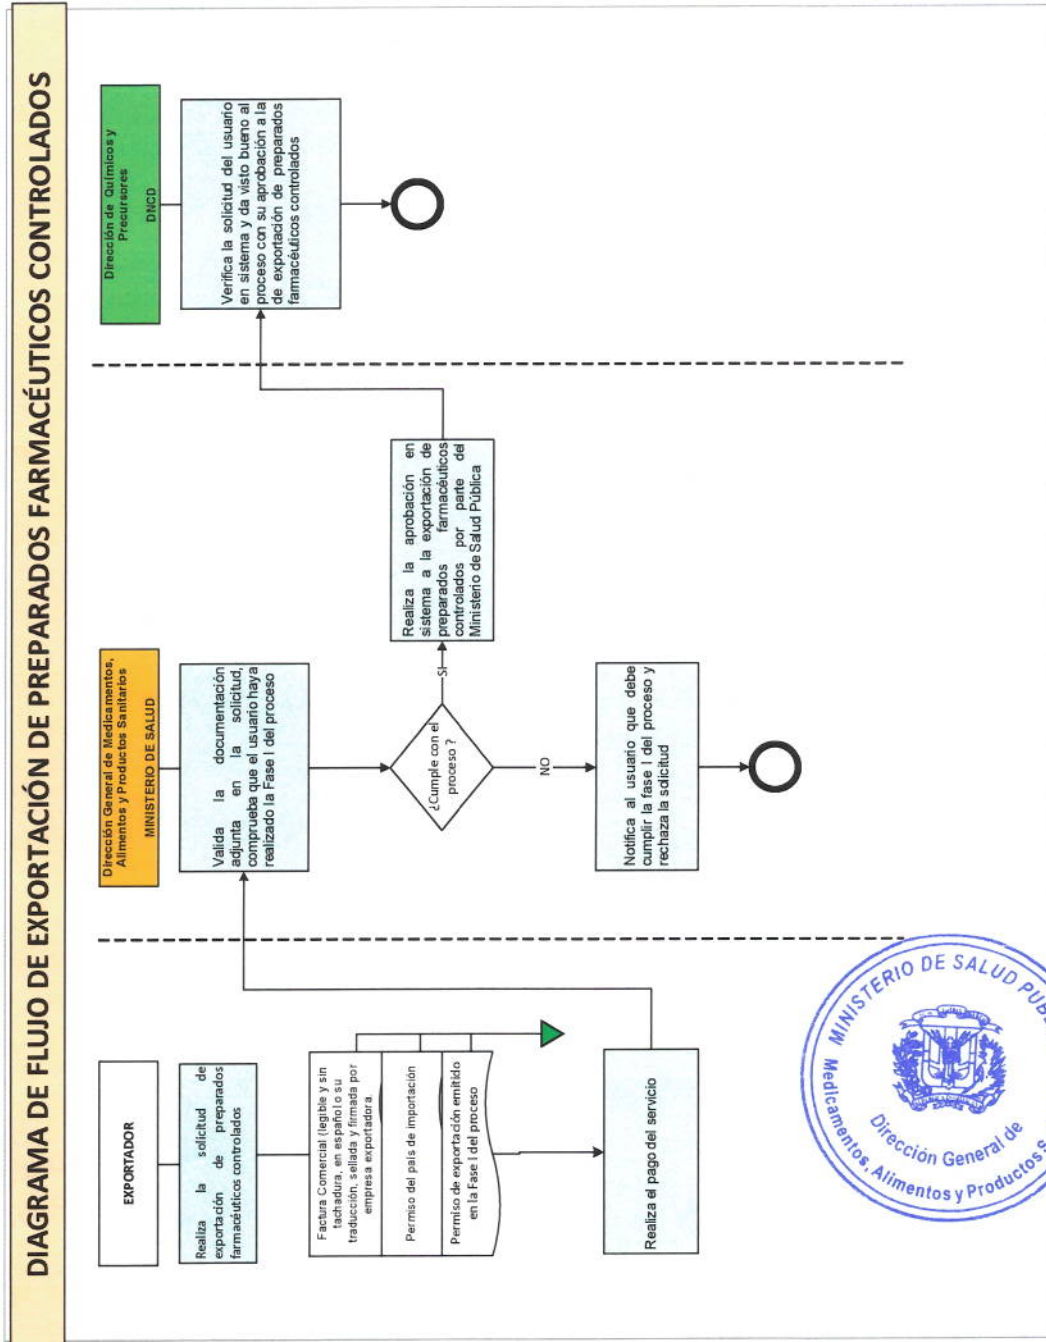 DIAGRAMA DE FLUJO DE EXPORTACIÓN DE PREPARADOS FARMACÉUTICOS CONTROLADOS
EXPORTADOR
Realiza la solicitud de
exportación de preparados
farmacéuticos controlados
Factura Comercial (legible y sin
tachadura, en español o su
traducción, sellada y firmada por
empresa exportadora.
Permiso del país de importación
Permiso de exportación emitido
en la Fase I del proceso
Realiza el pago del servicio
Dirección General de Medicamentos,
Alimentos y Productos Sanitarios
MINISTERIO DE SALUD
Valida la documentación
adjunta en la solicitud,
comprueba que el usuario haya
realizado la Fase I del proceso
¿Cumple con el
proceso ?
SI
NO
Realiza la aprobación en
sistema a la exportación de
preparados farmacéuticos
controlados por parte del
Ministerio de Salud Pública
Notifica al usuario que debe
cumplir la fase I del proceso y
rechaza la solicitud
Dirección de Químicos y
Precursores
DNCD
Verifica la solicitud del usuario
en sistema y da visto bueno al
proceso con su aprobación a la
de exportación de preparados
farmacéuticos controlados
MINISTERIO DE SALUD PÚB
Dirección General de
Medicamentos, Alimentos y Productos S